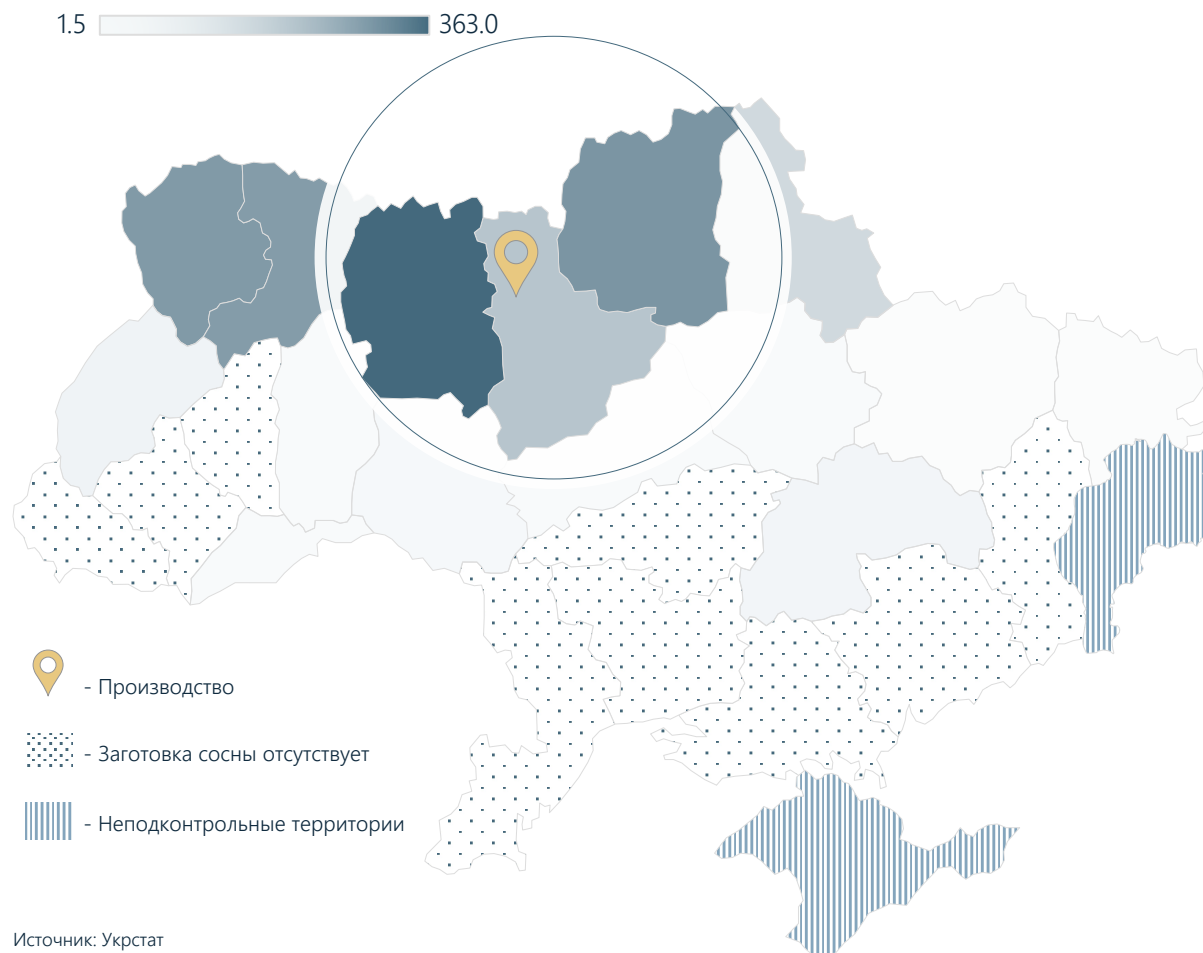 1.5 363.0
- Производство
- Заготовка сосны отсутствует
- Неподконтрольные территории
Источник: Укрстат